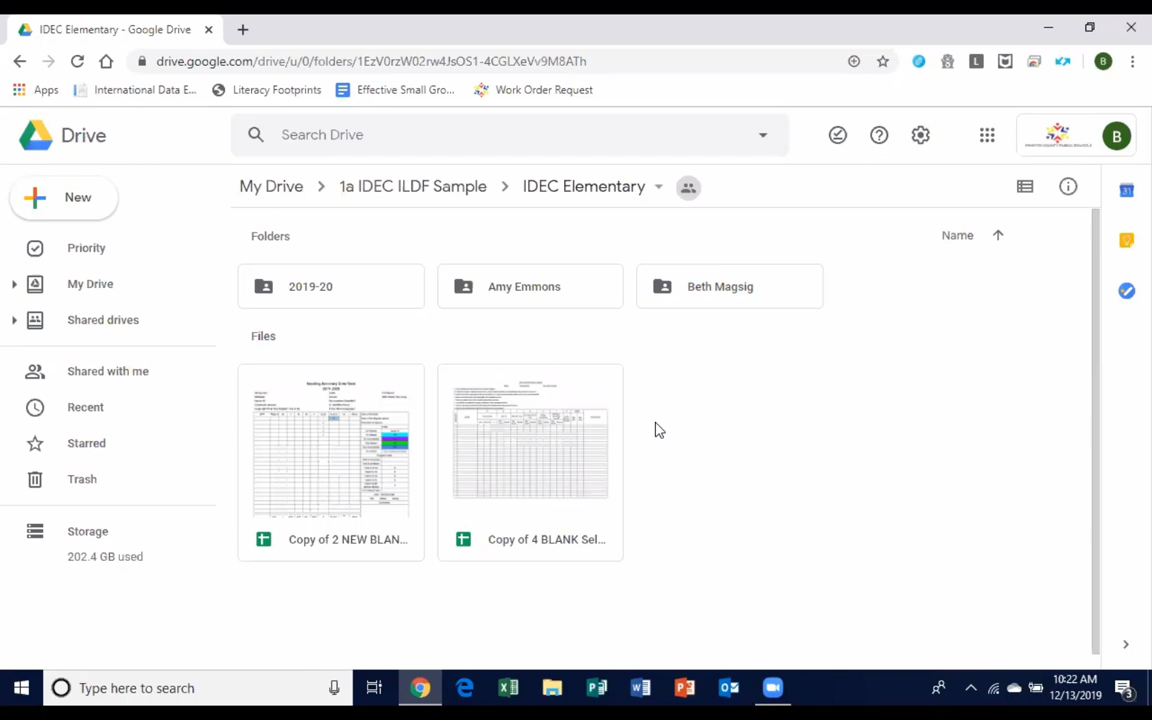 IDEC Elementary - Google Drive
drive.google.com/drive/u/0/folders/1EzV0rzW02rw4JsOS1-4CGLXeVv9M8ATh
B
Apps
International Data E...
Literacy Footprints
Effective Small Gro...
Work Order Request
Drive
Search Drive
B
New
My Drive
1a IDEC ILDF Sample
IDEC Elementary
Priority
My Drive
Shared drives
Shared with me
Recent
Starred
Trash
Storage
202.4 GB used
Folders
Name
2019-20
Amy Emmons
Beth Magsig
Files
Copy of 2 NEW BLAN...
Copy of 4 BLANK Sel...
31
Type here to search
10:22 AM
12/13/2019
3